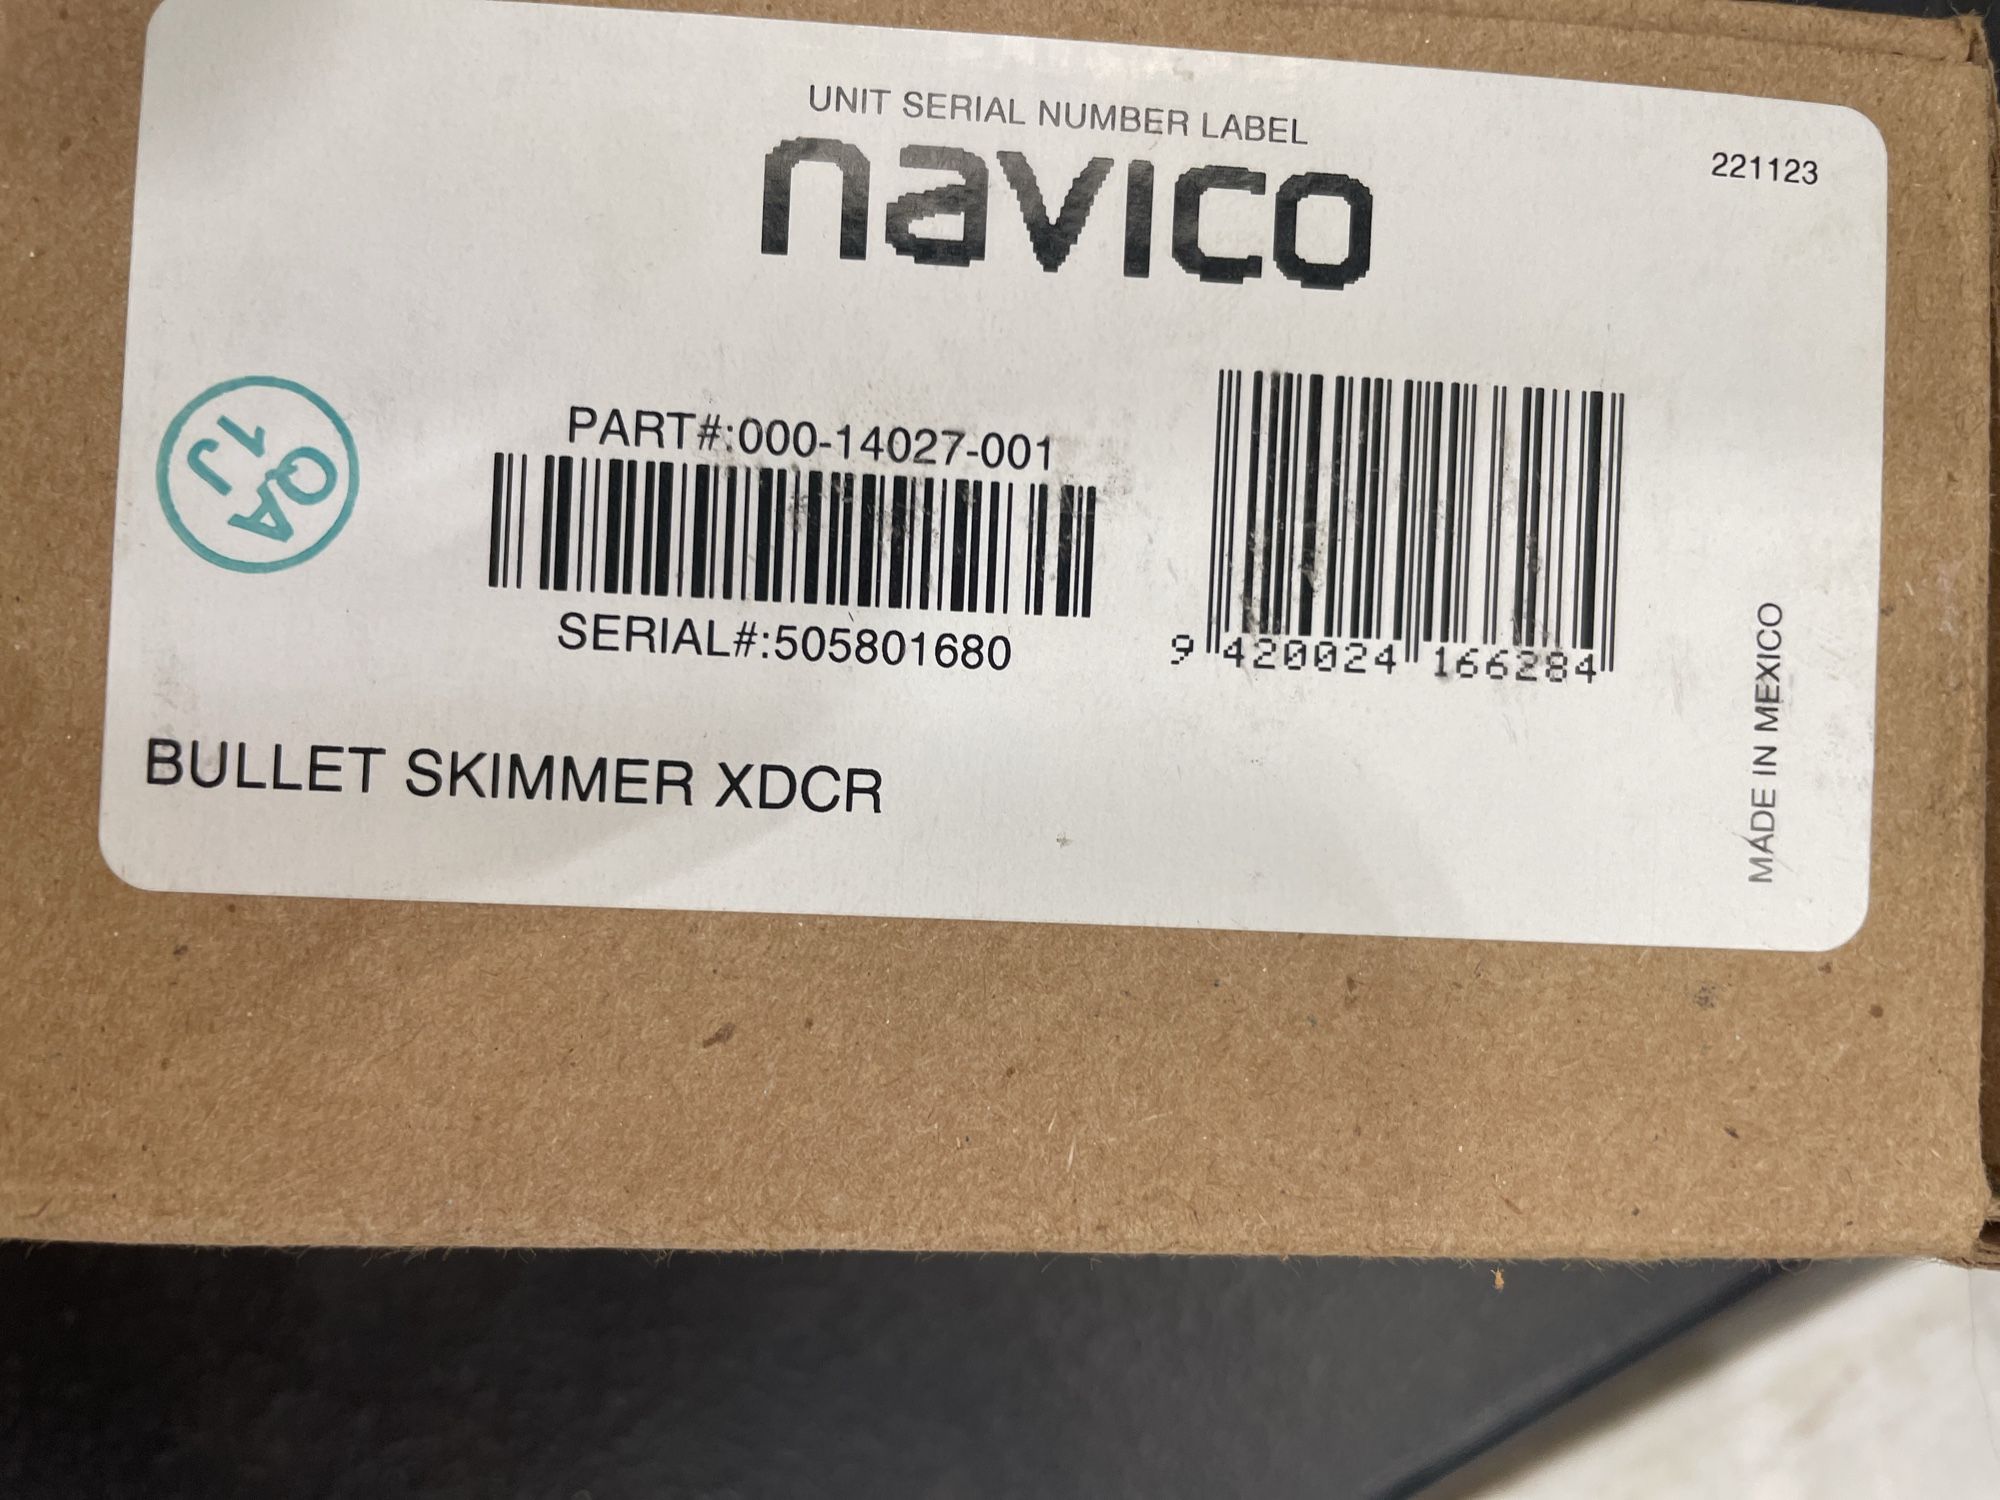 UNIT SERIAL NUMBER LABEL
navico
221123
QA
1J
PART#:000-14027-001
SERIAL#:505801680
9 420024 166284
BULLET SKIMMER XDCR
MADE IN MEXICO